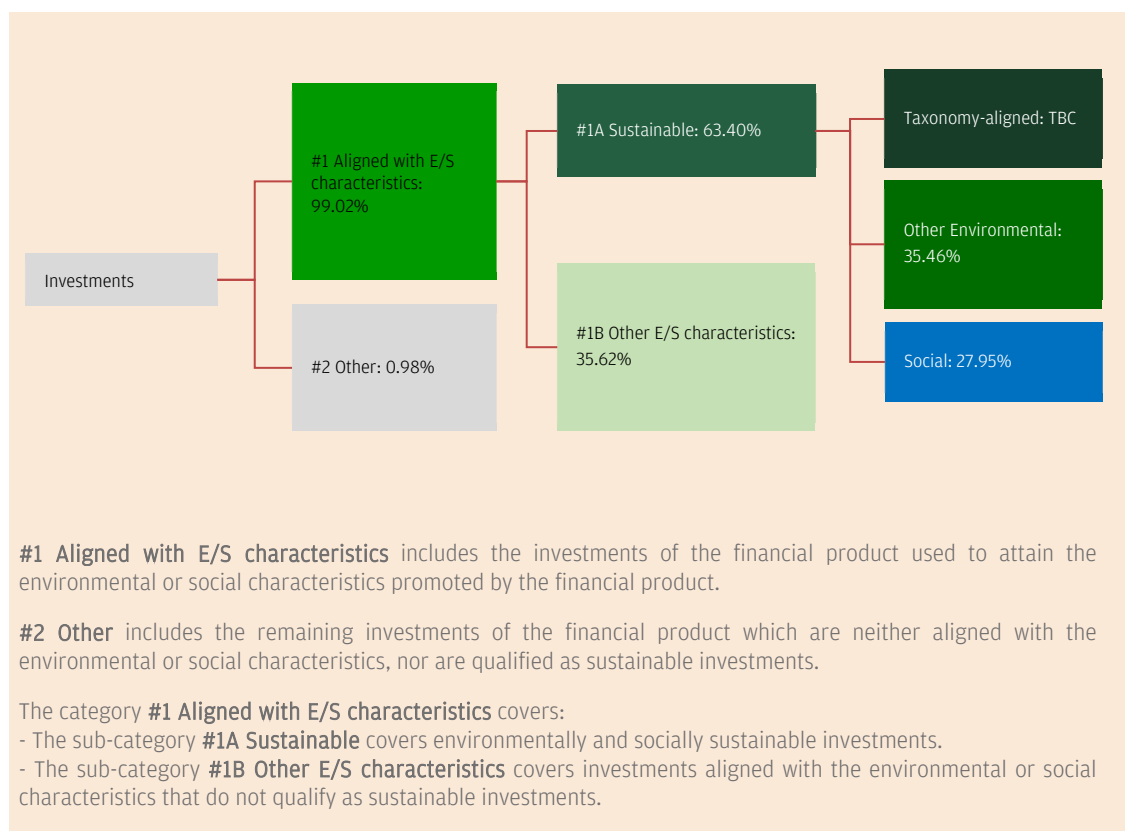 Investments
#1 Aligned with E/S
characteristics:
99.02%
#2 Other: 0.98%
#1A Sustainable: 63.40%
#1B Other E/S characteristics:
35.62%
Taxonomy-aligned: TBC
Other Environmental:
35.46%
Social: 27.95%
#1 Aligned with E/S characteristics includes the investments of the financial product used to attain the
environmental or social characteristics promoted by the financial product.
#2 Other includes the remaining investments of the financial product which are neither aligned with the
environmental or social characteristics, nor are qualified as sustainable investments.
The category #1 Aligned with E/S characteristics covers:
- The sub-category #1A Sustainable covers environmentally and socially sustainable investments.
- The sub-category #1B Other E/S characteristics covers investments aligned with the environmental or social
characteristics that do not qualify as sustainable investments.